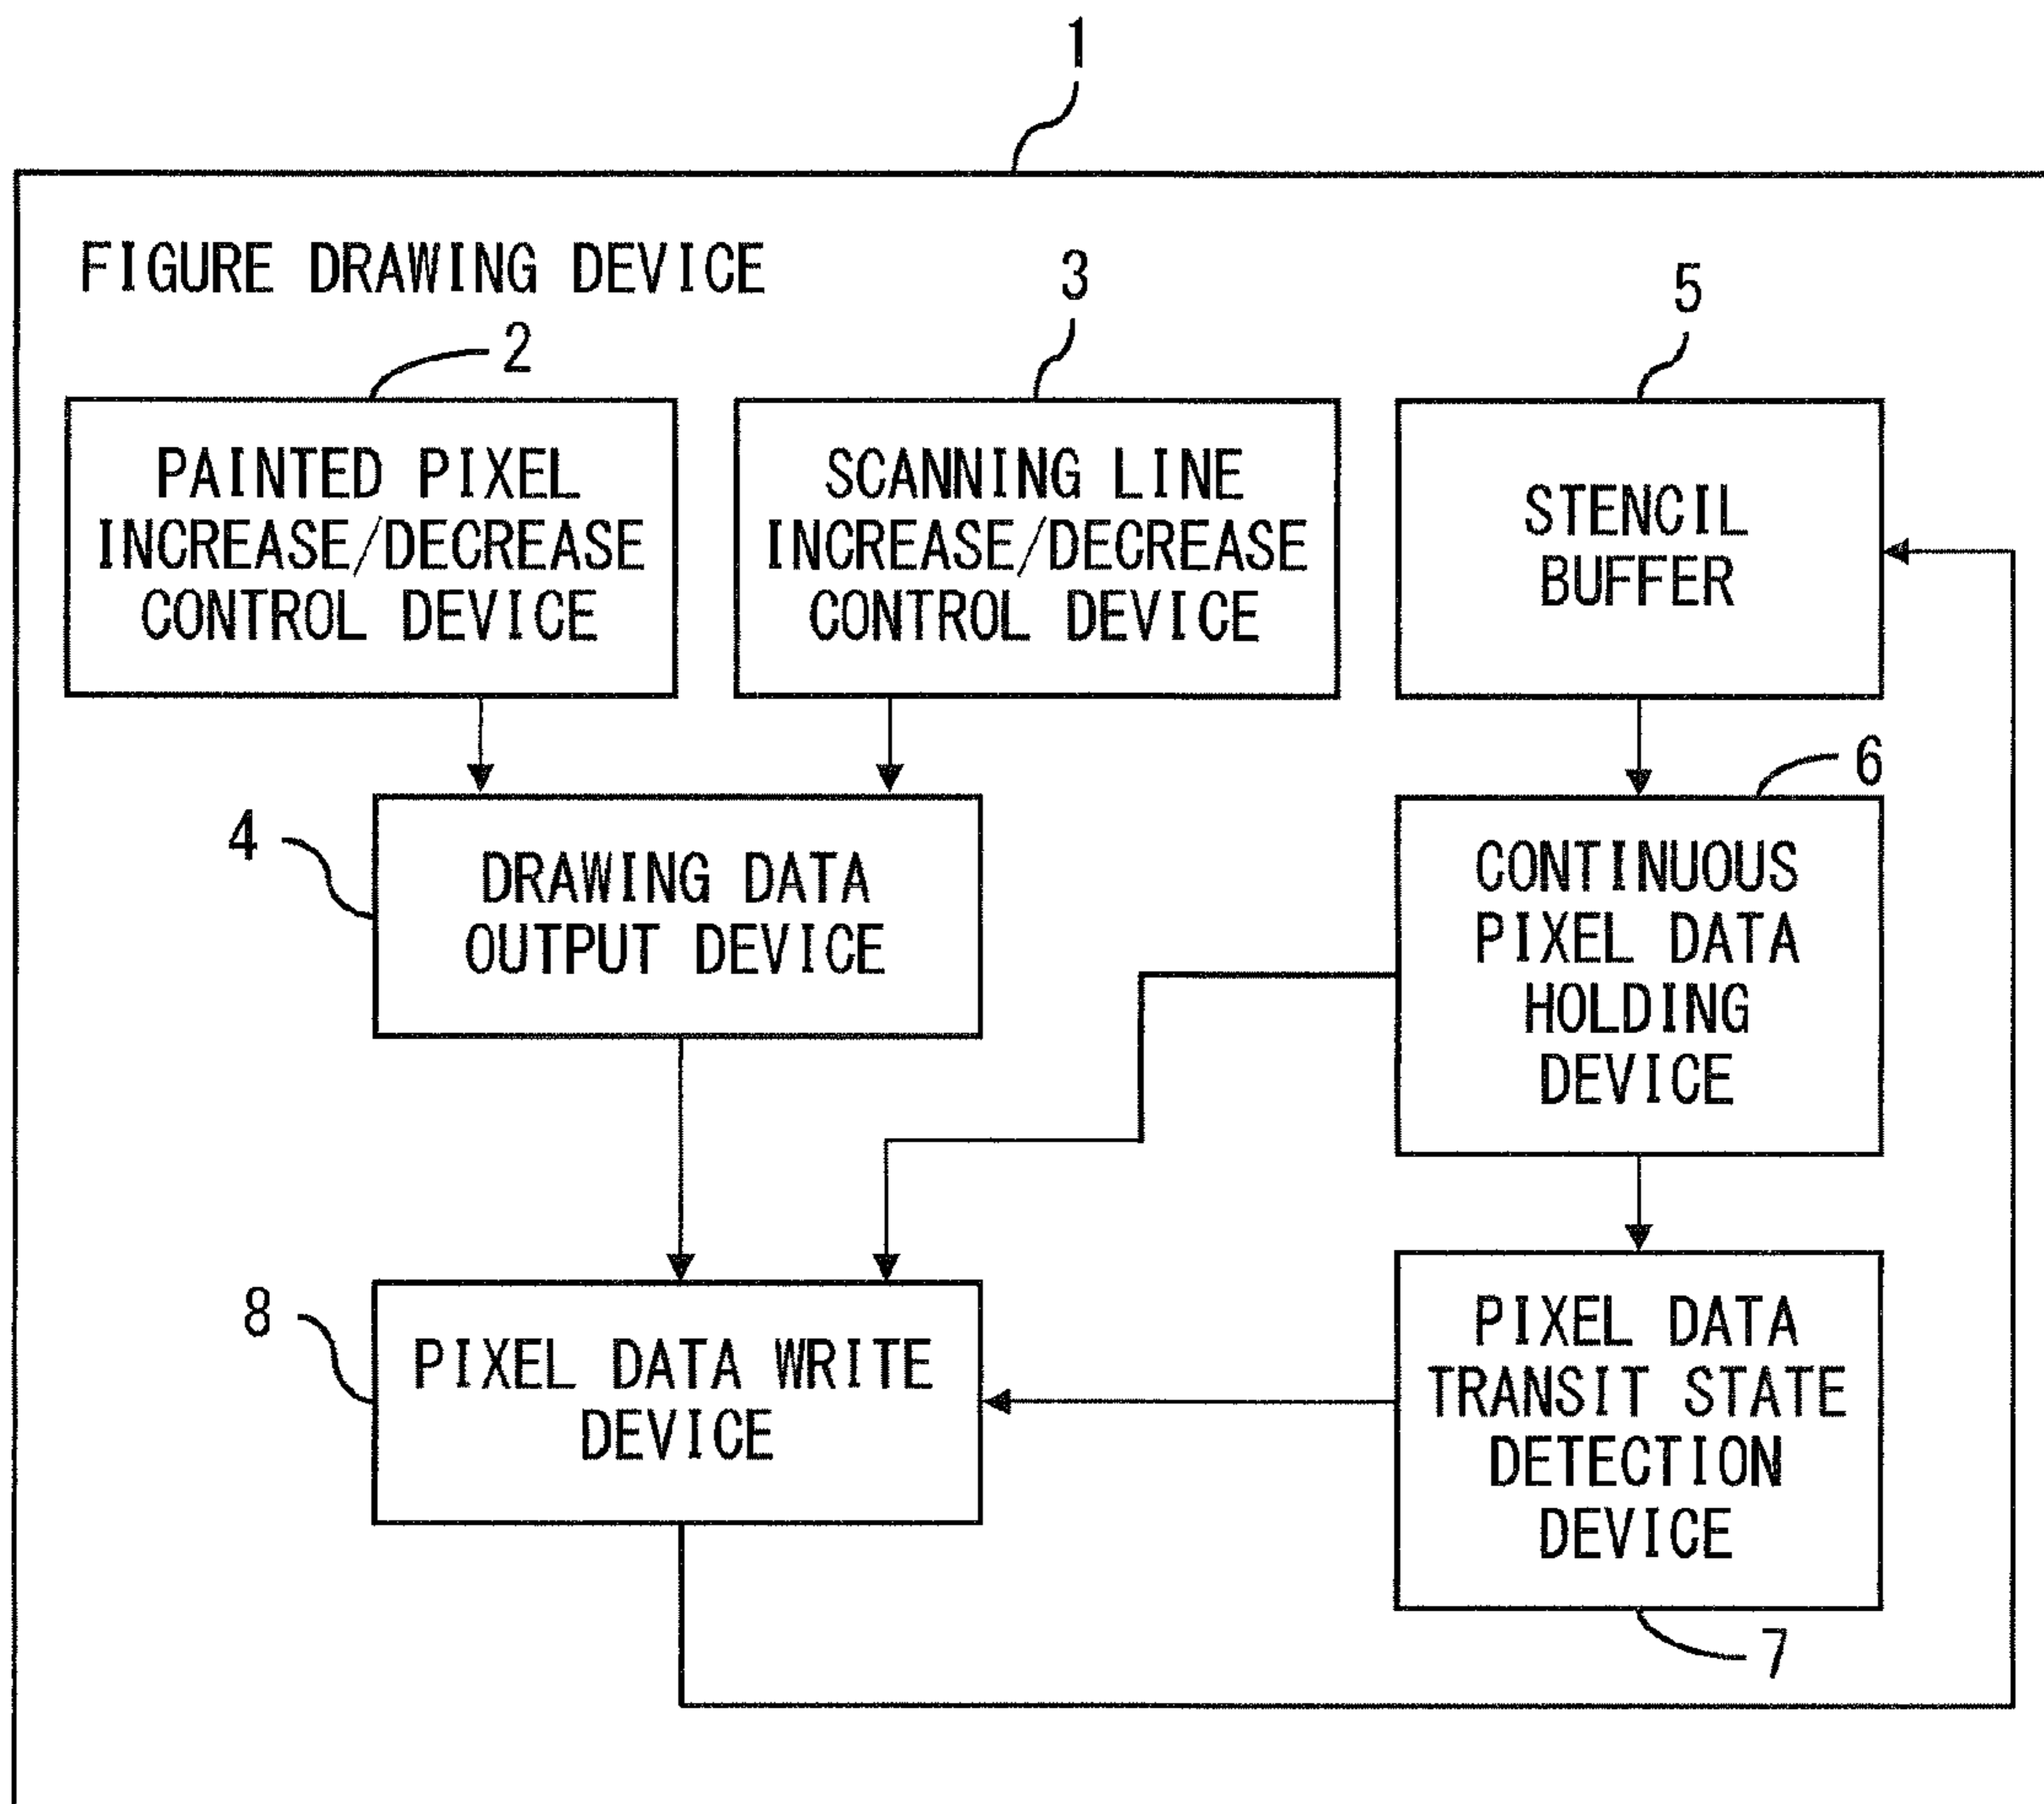 1
FIGURE DRAWING DEVICE
2
3
5
PAINTED PIXEL
INCREASE/DECREASE
CONTROL DEVICE
SCANNING LINE
INCREASE/DECREASE
CONTROL DEVICE
STENCIL
BUFFER
4
DRAWING DATA
OUTPUT DEVICE
6
CONTINUOUS
PIXEL DATA
HOLDING
DEVICE
8
PIXEL DATA WRITE
DEVICE
PIXEL DATA
TRANSIT STATE
DETECTION
DEVICE
7